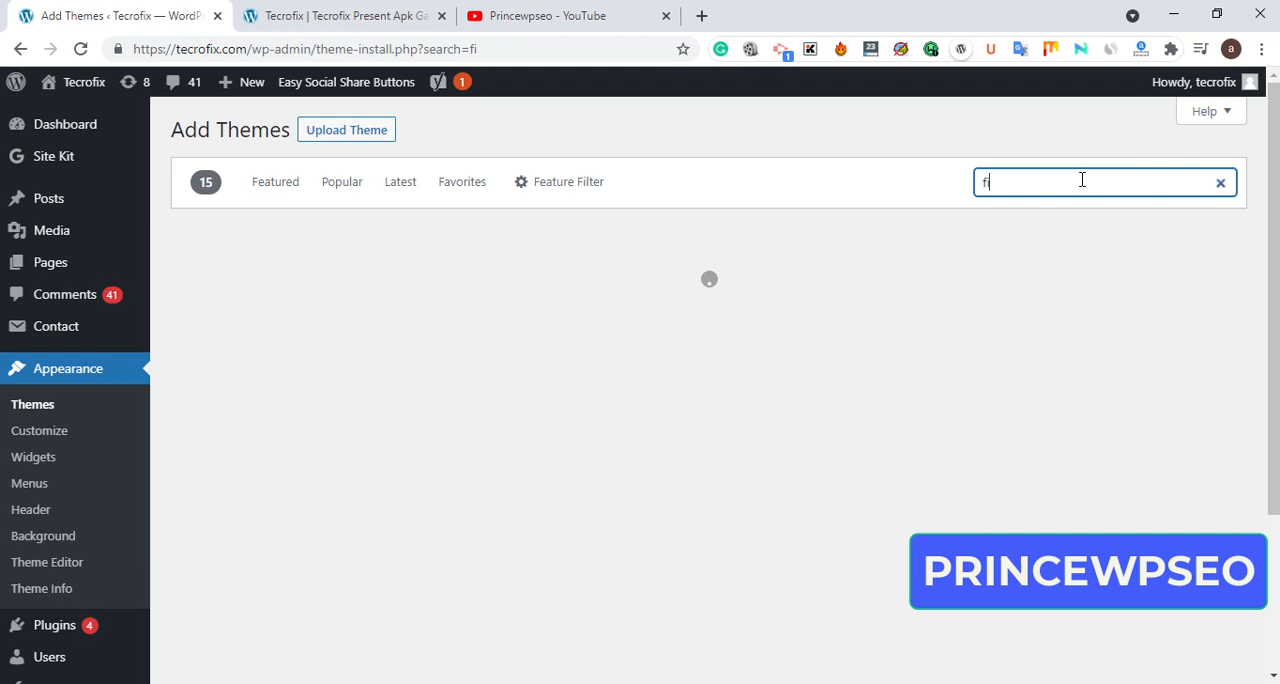 Add Themes ‹ Tecrofix — WordPr
Tecrofix | Tecrofix Present Apk Ga
Princewpseo - YouTube
https://tecrofix.com/wp-admin/theme-install.php?search=fi
Tecrofix
8
41
New
Easy Social Share Buttons
1
Howdy, tecrofix
Dashboard
Site Kit
Posts
Media
Pages
Comments 41
Contact
Appearance
Themes
Customize
Widgets
Menus
Header
Background
Theme Editor
Theme Info
Plugins 4
Users
Add Themes
Upload Theme
Help
15
Featured
Popular
Latest
Favorites
Feature Filter
fi
PRINCEWPSEO